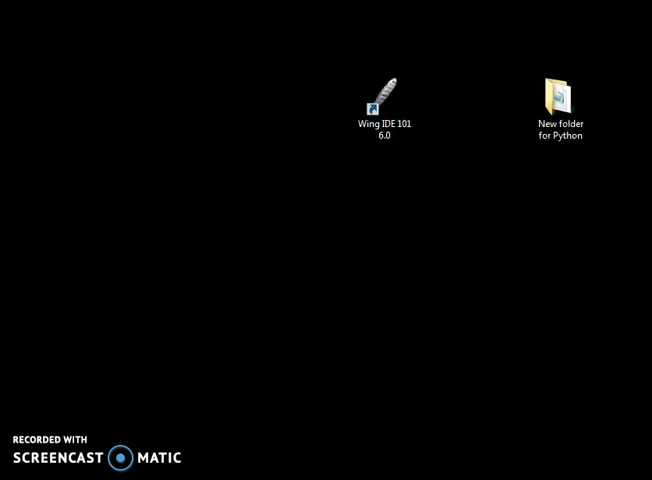 Wing IDE 101
6.0
New folder
for Python
RECORDED WITH
SCREENCAST MATIC